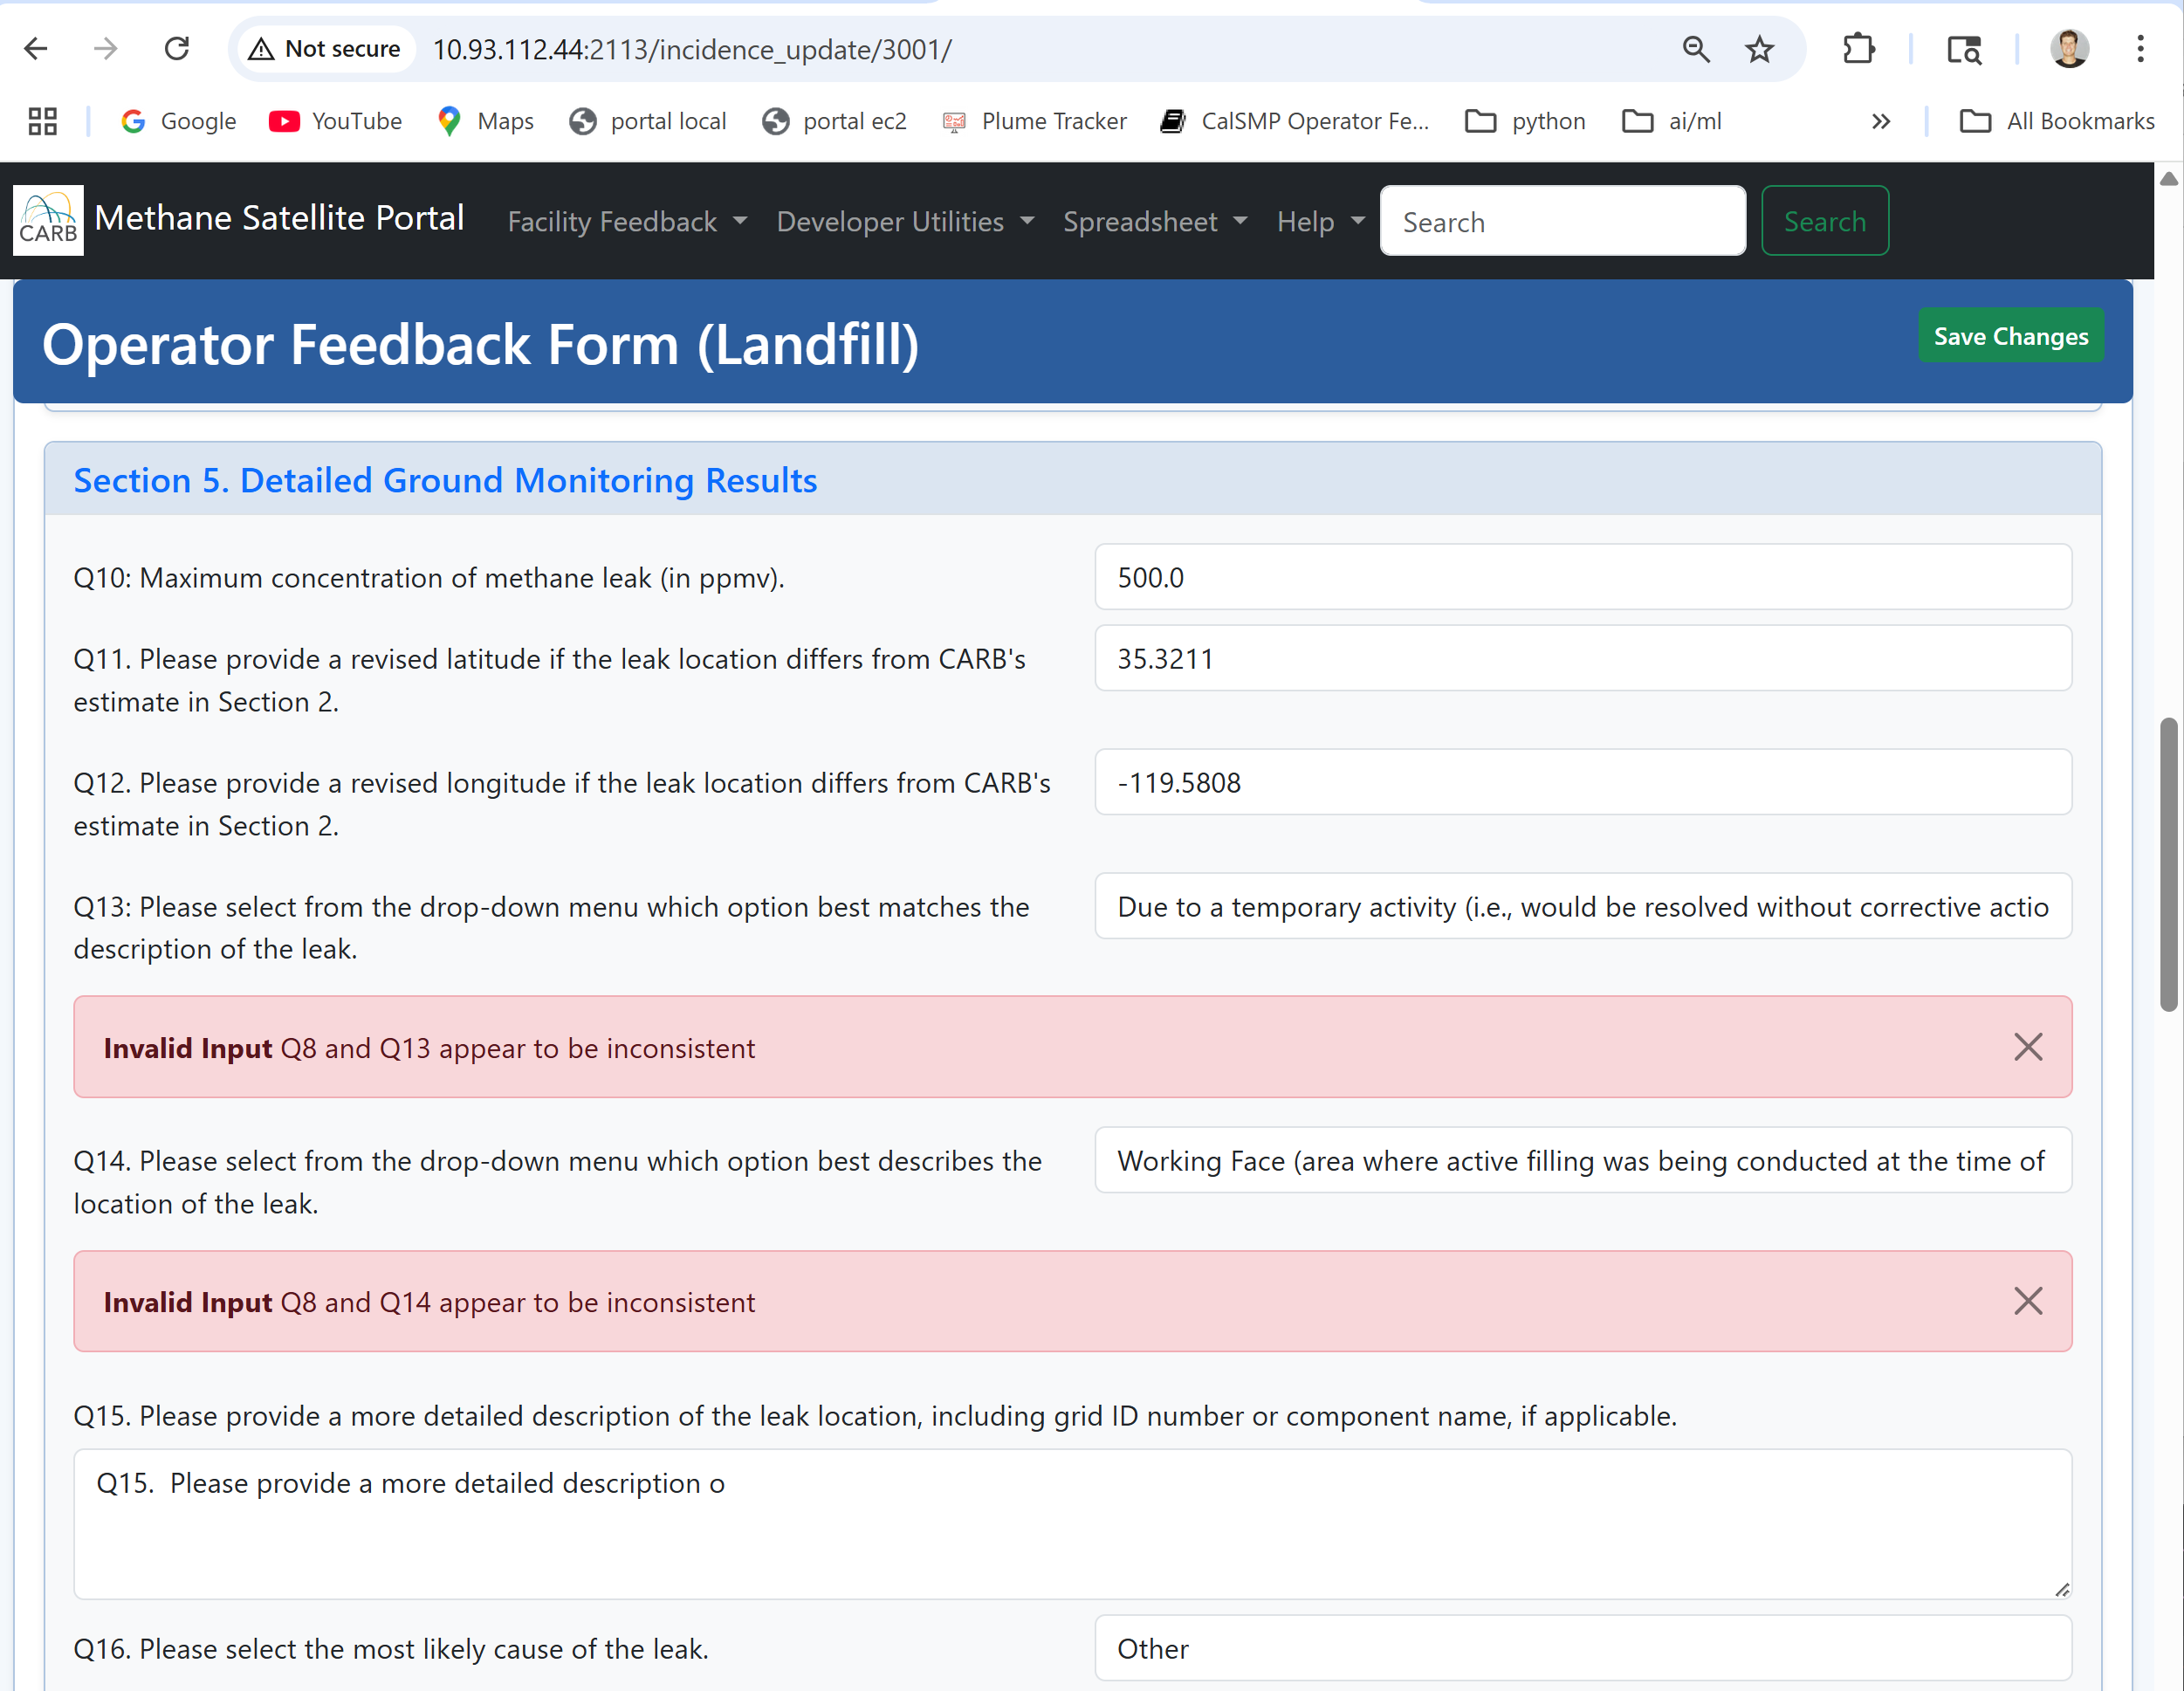 Not secure 10.93.112.44:2113/incidence_update/3001/
Google YouTube Maps portal local portal ec2 Plume Tracker CalSMP Operator Fe... python ai/ml » All Bookmarks
CARB Methane Satellite Portal Facility Feedback Developer Utilities Spreadsheet Help Search Search
Operator Feedback Form (Landfill) Save Changes
Section 5. Detailed Ground Monitoring Results
Q10: Maximum concentration of methane leak (in ppmv). 500.0
Q11. Please provide a revised latitude if the leak location differs from CARB's 35.3211
estimate in Section 2.
Q12. Please provide a revised longitude if the leak location differs from CARB's -119.5808
estimate in Section 2.
Q13: Please select from the drop-down menu which option best matches the Due to a temporary activity (i.e., would be resolved without corrective actio
description of the leak.
Invalid Input Q8 and Q13 appear to be inconsistent
Q14. Please select from the drop-down menu which option best describes the Working Face (area where active filling was being conducted at the time of
location of the leak.
Invalid Input Q8 and Q14 appear to be inconsistent
Q15. Please provide a more detailed description of the leak location, including grid ID number or component name, if applicable.
Q15.  Please provide a more detailed description o
Q16. Please select the most likely cause of the leak. Other